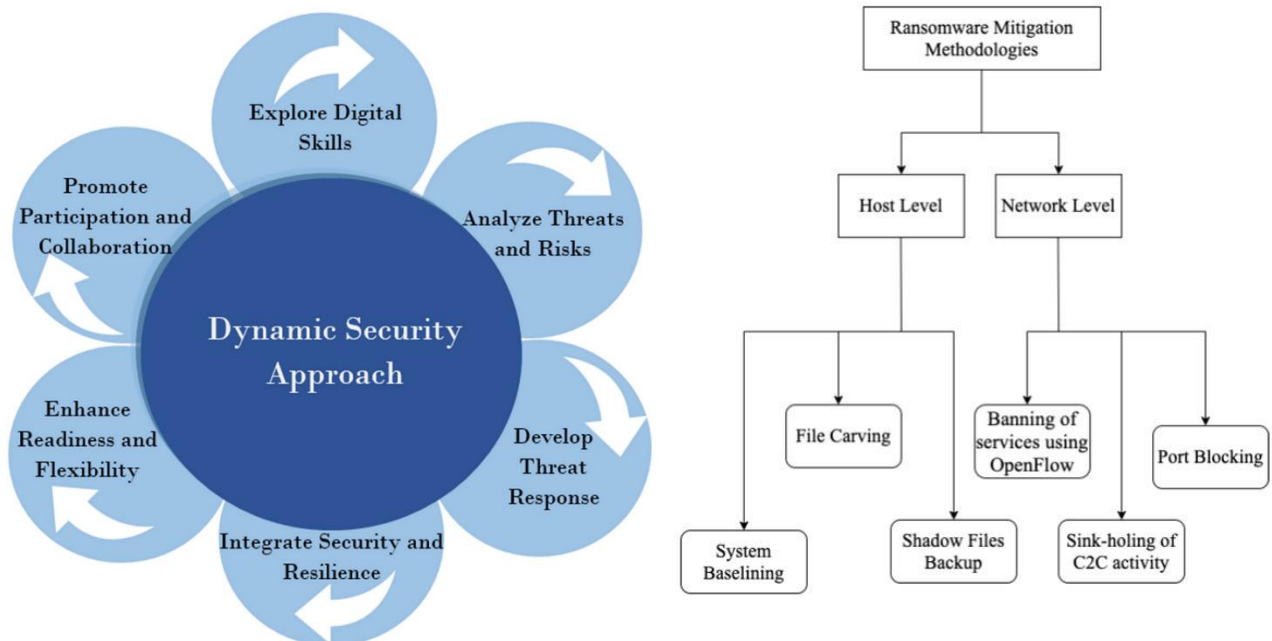 Explore Digital
Skills
Analyze Threats
and Risks
Develop
Threat
Response
Integrate Security and
Resilience
Enhance
Readiness and
Flexibility
Promote
Participation and
Collaboration
Dynamic Security
Approach
Ransomware Mitigation
Methodologies
Host Level
Network Level
File Carving
Banning of
services using
OpenFlow
Port Blocking
System
Baselining
Shadow Files
Backup
Sink-holing of
C2C activity